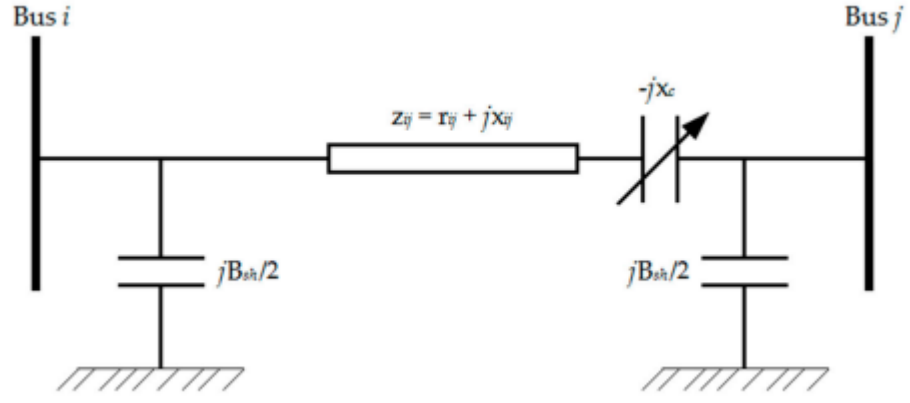 Bus i
Bus j
-jxc
zij = rij + jxij
jBsh/2
jBsh/2